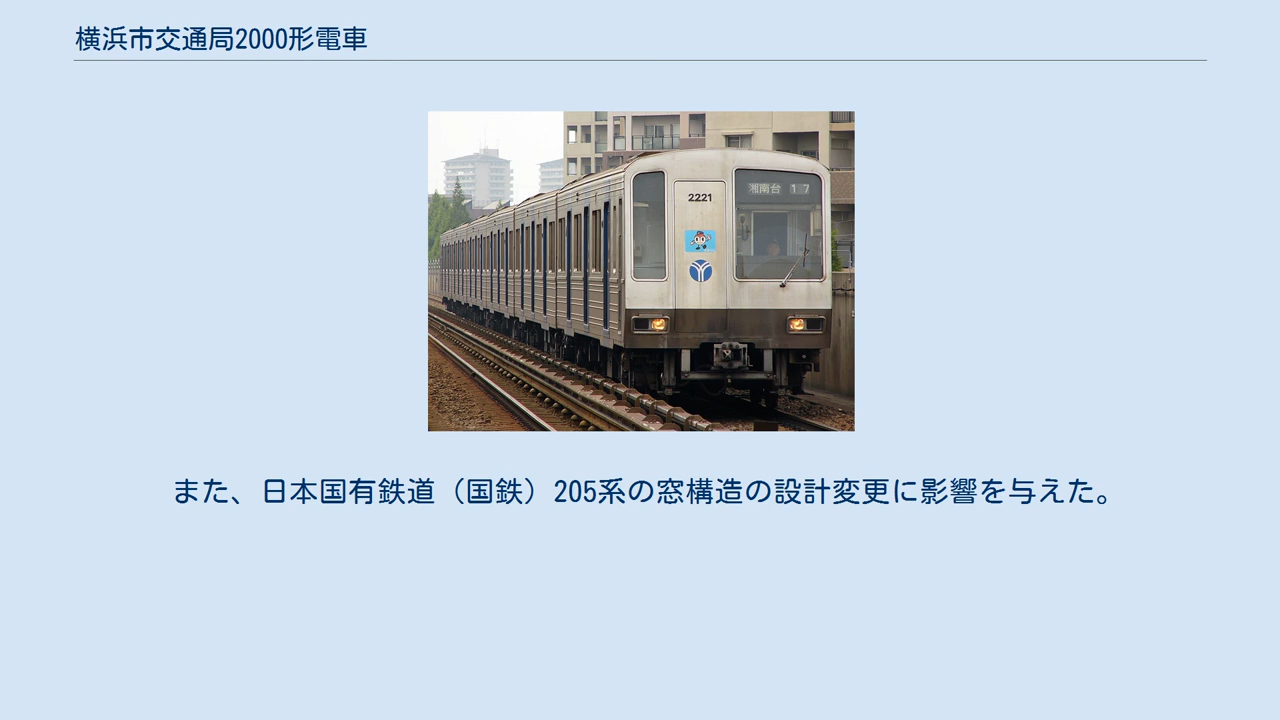 横浜市交通局2000形電車
湘南台 17
2221
また、日本国有鉄道（国鉄）205系の窓構造の設計変更に影響を与えた。